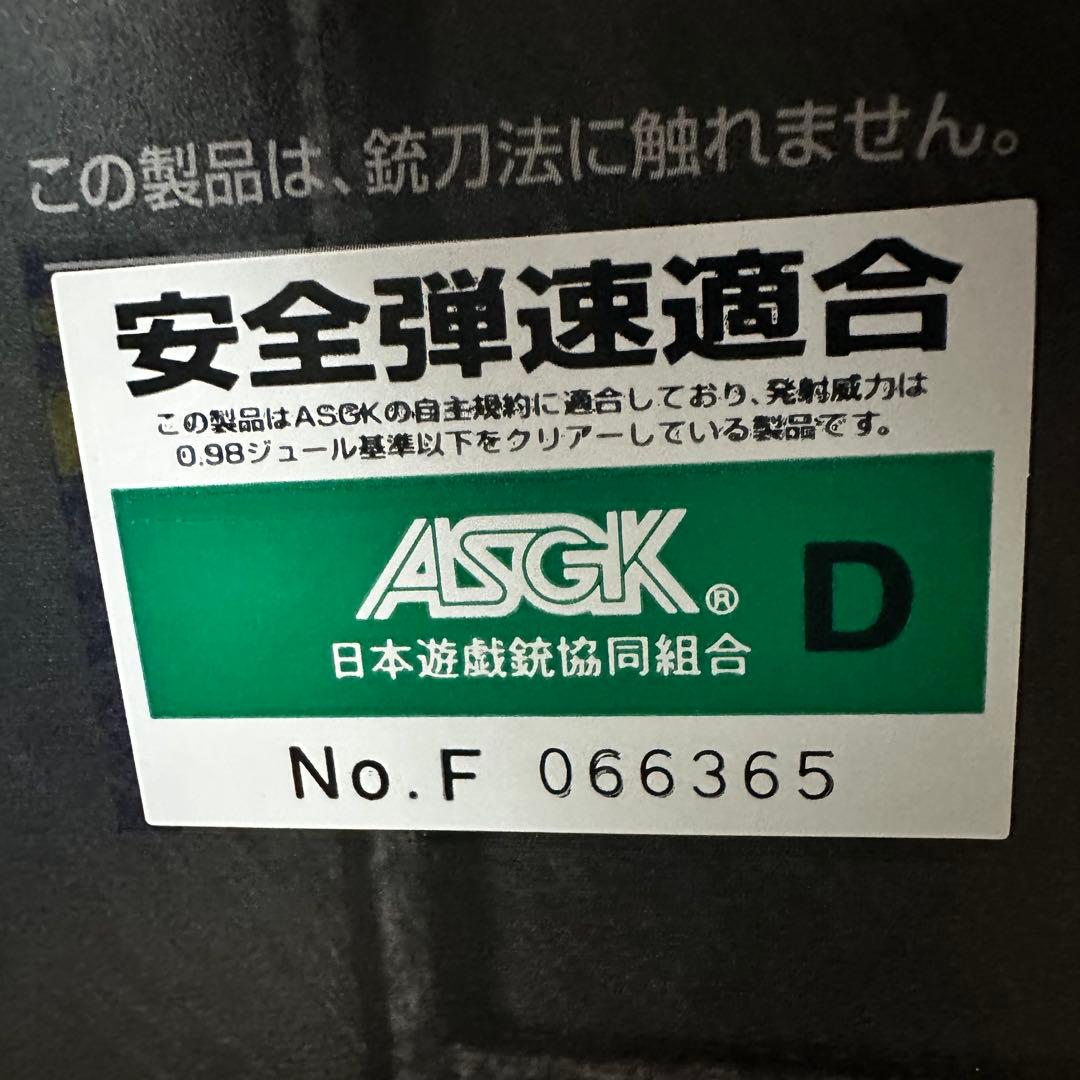 この製品は、銃刀法に触れません。
安全弾速適合
この製品はASGKの自主規約に適合しており、発射威力は
0.98ジュール基準以下をクリアーしている製品です。
ASGK® D
日本遊戯銃協同組合
No.F 066365